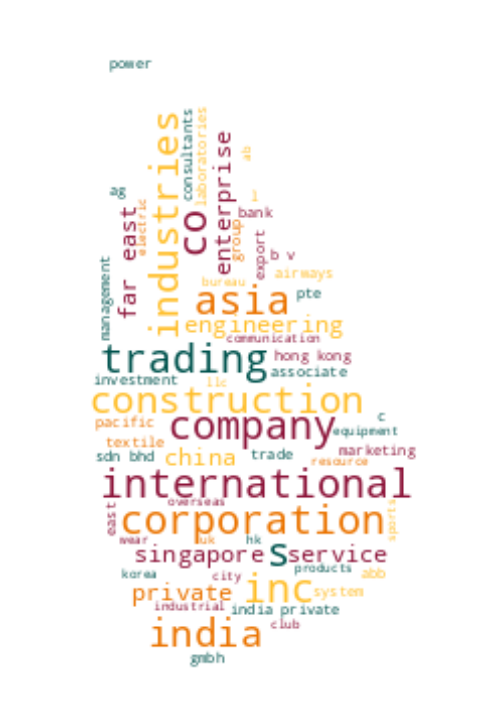 power
industries
consultants
laboratories
enterprise
ab
ag
l
electric
far east
co
bank
group
export
b v
management
airways
bureau
asia
pte
engineering
communication
trading
hong kong
associate
investment
llc
construction
pacific
company
c
equipment
textile
marketing
sdn bhd
china
trade
resource
international
overseas
east
corporation
sports
wear
uk
hk
singapore
s
service
products
korea
city
abb
private
inc
system
industrial
india private
india
club
gmbh